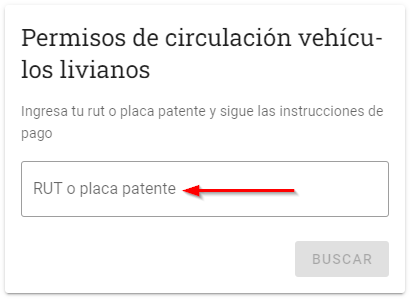 Permisos de circulación vehícu-
los livianos
Ingresa tu rut o placa patente y sigue las instrucciones de
pago
RUT o placa patente
BUSCAR